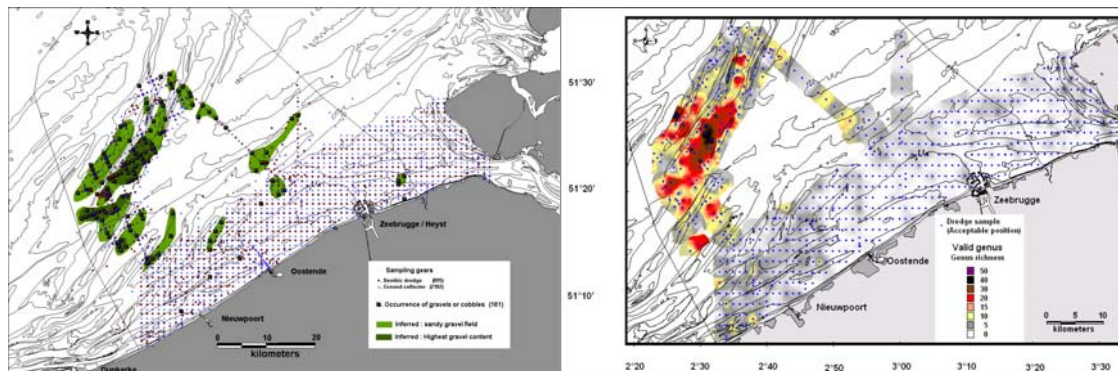 N
W E
S
51°30'
51°20'
51°10'
Zeebrugge / Heyst
Oostende
Nieuwpoort
Dunkerke
0 10 20
kilometers
Sampling gears
Benthic dredge
Ground collector
Occurrence of gravels or cobbles (181)
Inferred : sandy gravel field
Inferred : Highest gravel content
Zeebrugge
Oostende
Nieuwpoort
Dredge sample
(Acceptable position)
Valid genus
Genus richness
50
40
30
20
15
10
5
0
0 5 10
kilometers
2°20 2°30 2°40 2°50 3°00 3°10 3°20 3°30